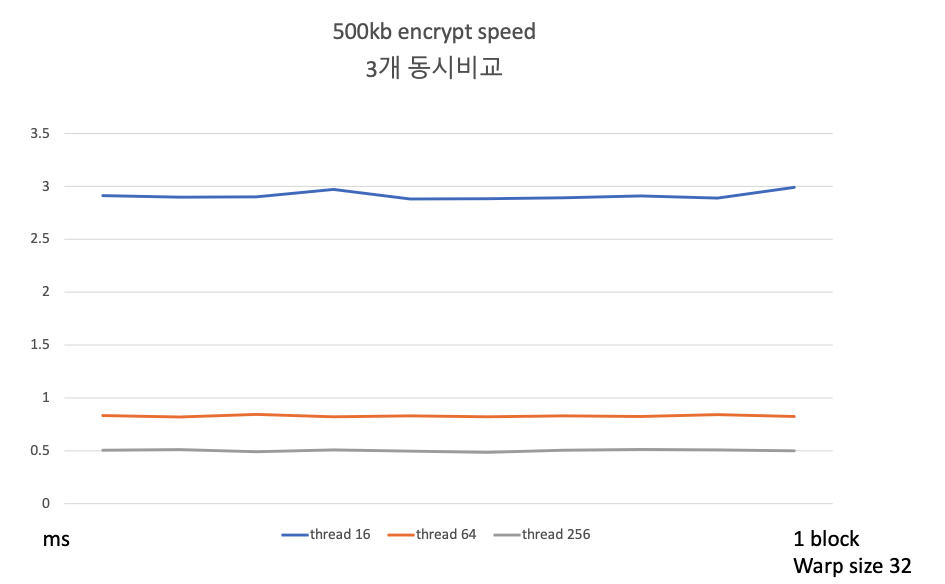 500kb encrypt speed
3개 동시비교
3.5
3
2.5
2
1.5
1
0.5
0
ms
thread 16
thread 64
thread 256
1 block
Warp size 32